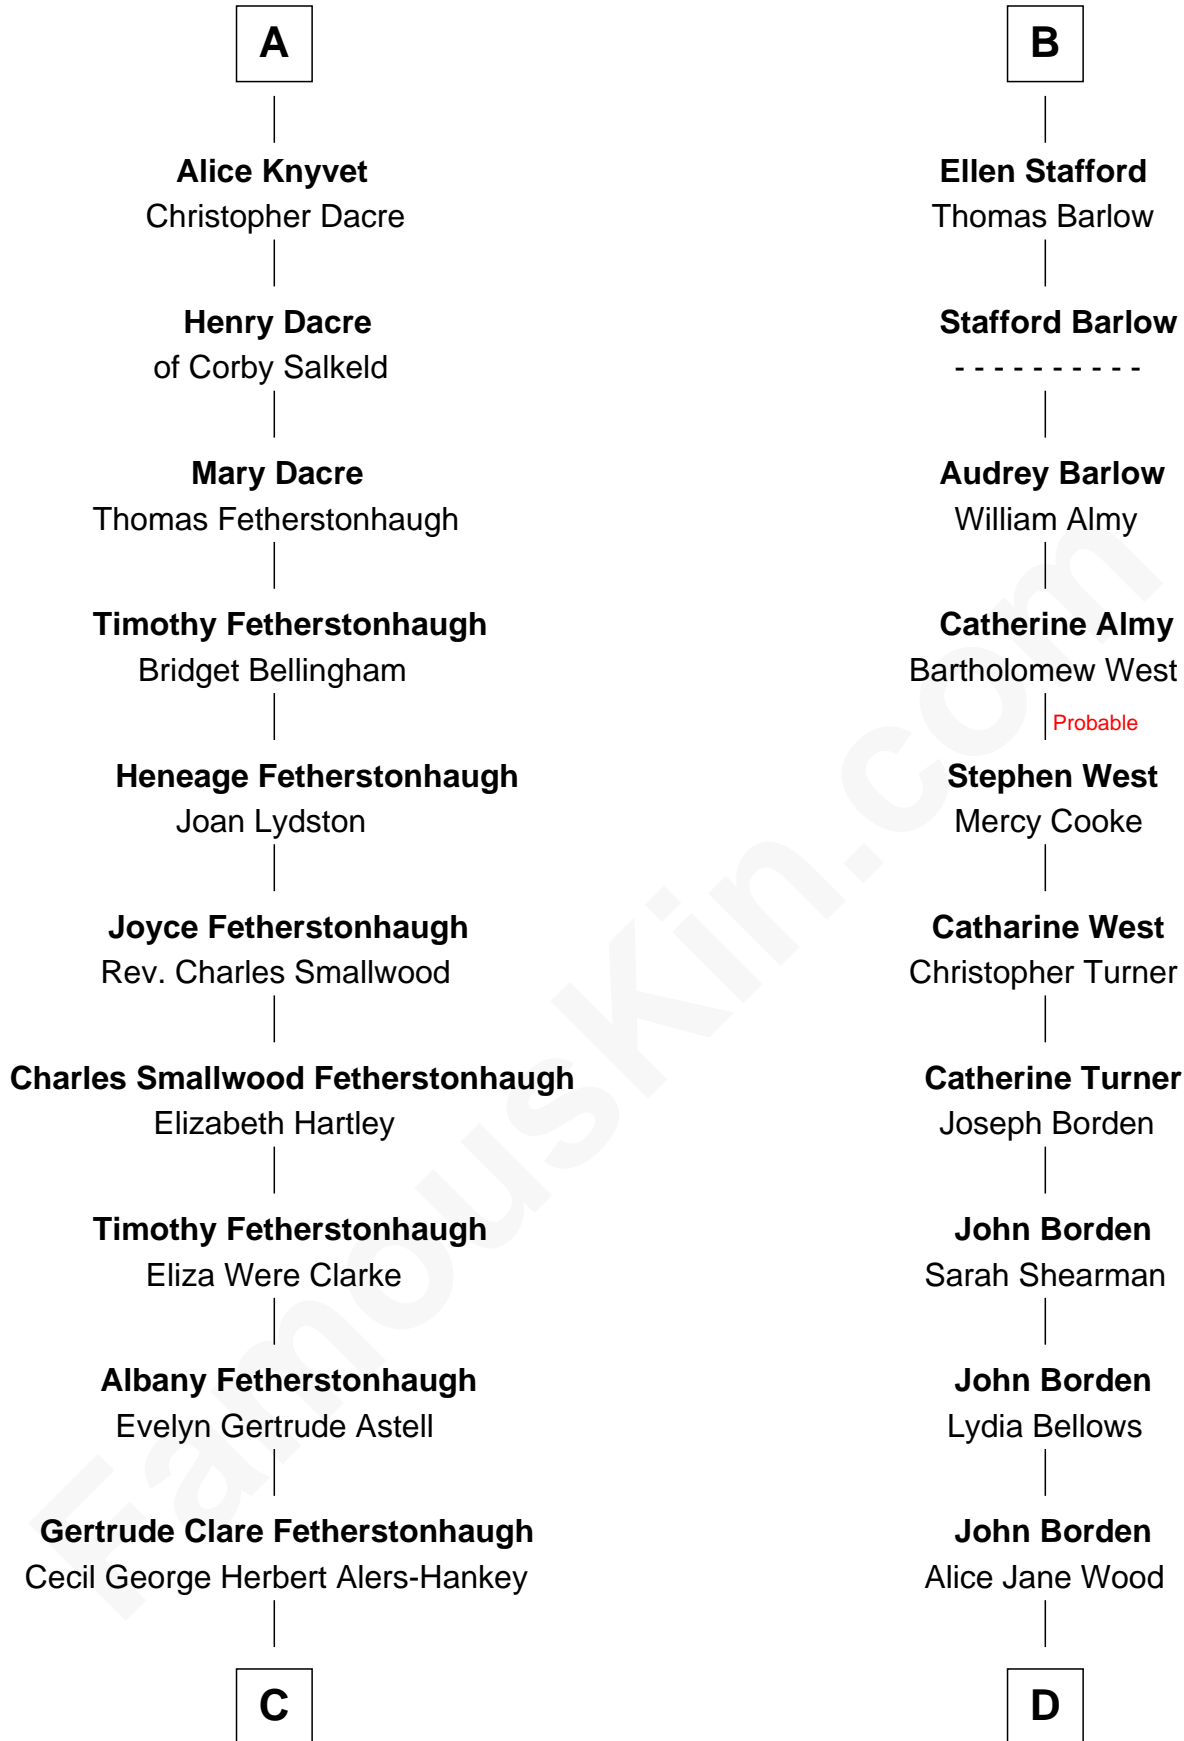 A
Alice Knyvet
Christopher Dacre
Henry Dacre
of Corby Salkeld
Mary Dacre
Thomas Fetherstonhaugh
Timothy Fetherstonhaugh
Bridget Bellingham
Heneage Fetherstonhaugh
Joan Lydston
Joyce Fetherstonhaugh
Rev. Charles Smallwood
Charles Smallwood Fetherstonhaugh
Elizabeth Hartley
Timothy Fetherstonhaugh
Eliza Were Clarke
Albany Fetherstonhaugh
Evelyn Gertrude Astell
Gertrude Clare Fetherstonhaugh
Cecil George Herbert Alers-Hankey
C
B
Ellen Stafford
Thomas Barlow
Stafford Barlow
- - - - - - - - - -
Audrey Barlow
William Almy
Catherine Almy
Bartholomew West
Probable
Stephen West
Mercy Cooke
Catharine West
Christopher Turner
Catherine Turner
Joseph Borden
John Borden
Sarah Shearman
John Borden
Lydia Bellows
John Borden
Alice Jane Wood
D
FamousKin.com